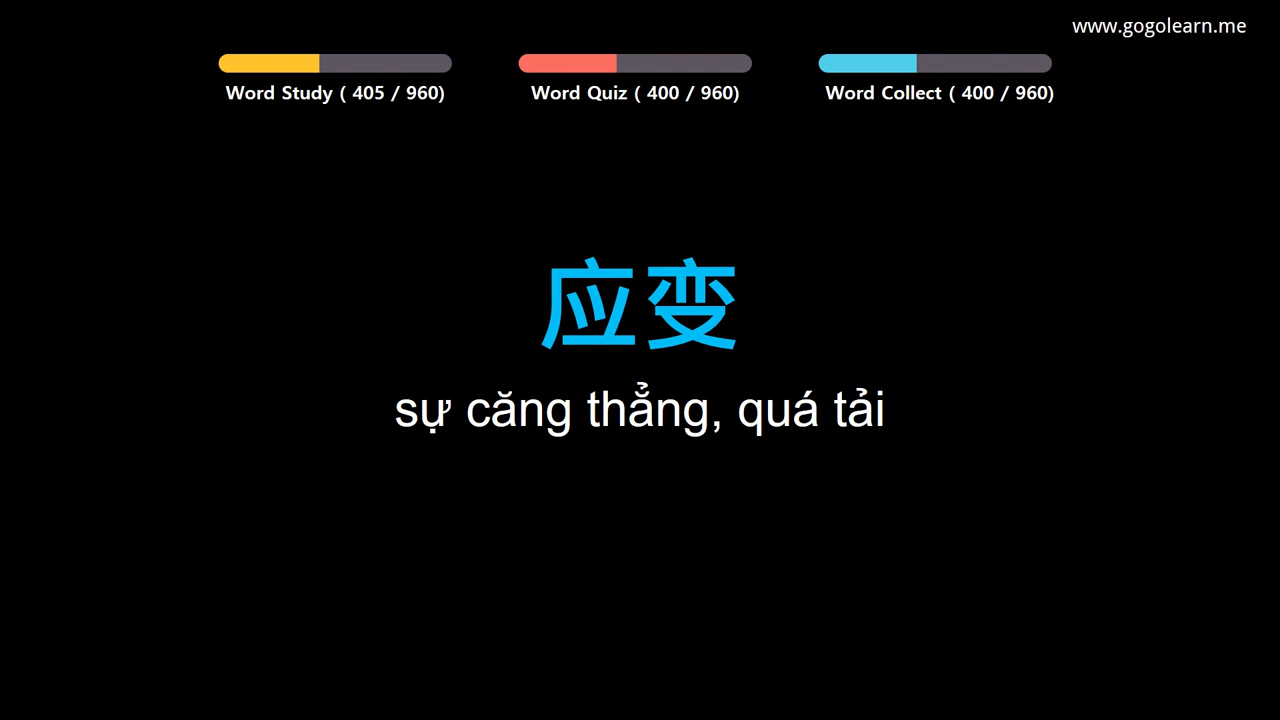 www.gogolearn.me
Word Study ( 405 / 960)
Word Quiz ( 400 / 960)
Word Collect ( 400 / 960)
应变
sự căng thẳng, quá tải